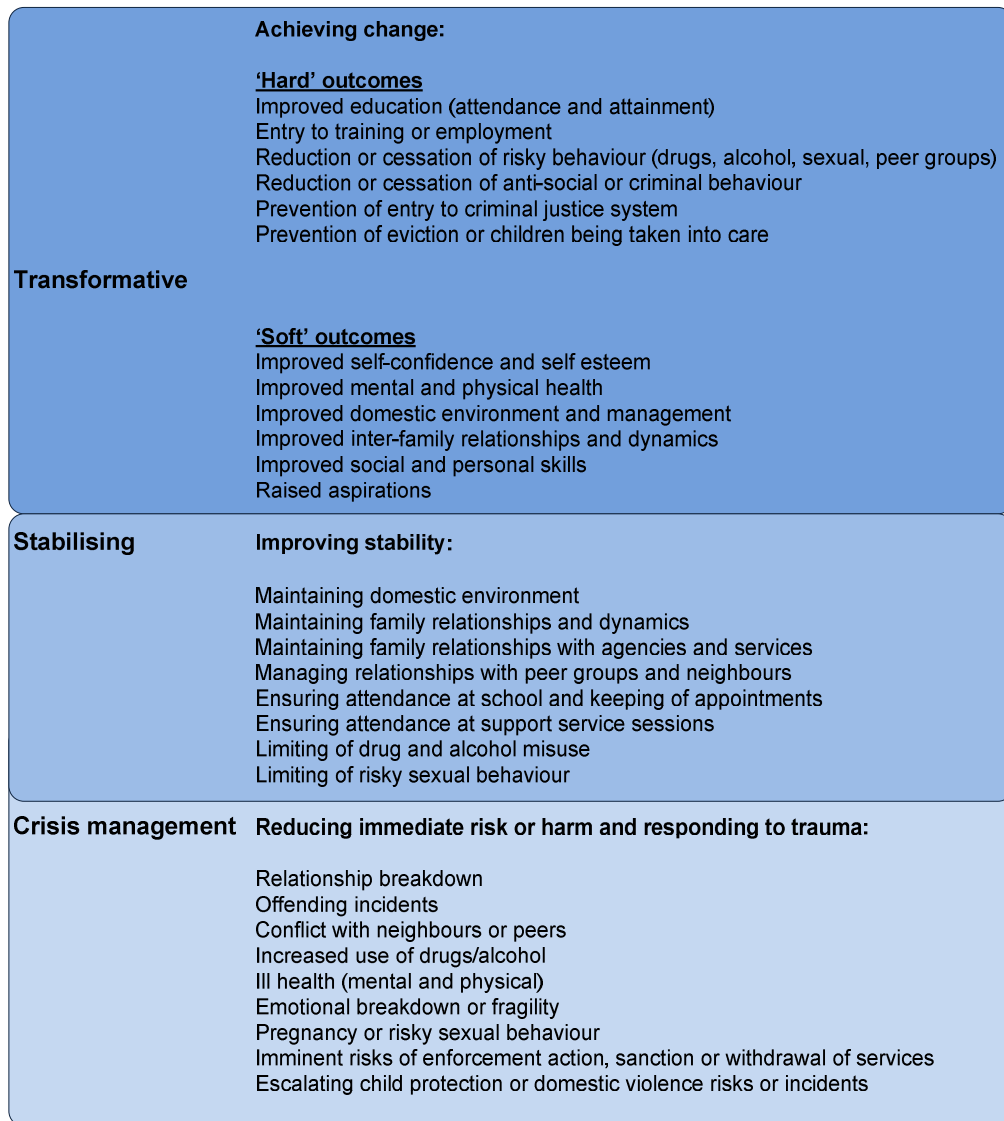 Achieving change:
‘Hard’ outcomes
Improved education (attendance and attainment)
Entry to training or employment
Reduction or cessation of risky behaviour (drugs, alcohol, sexual, peer groups)
Reduction or cessation of anti-social or criminal behaviour
Prevention of entry to criminal justice system
Prevention of eviction or children being taken into care
Transformative
‘Soft’ outcomes
Improved self-confidence and self esteem
Improved mental and physical health
Improved domestic environment and management
Improved inter-family relationships and dynamics
Improved social and personal skills
Raised aspirations
Stabilising
Improving stability:
Maintaining domestic environment
Maintaining family relationships and dynamics
Maintaining family relationships with agencies and services
Managing relationships with peer groups and neighbours
Ensuring attendance at school and keeping of appointments
Ensuring attendance at support service sessions
Limiting of drug and alcohol misuse
Limiting of risky sexual behaviour
Crisis management
Reducing immediate risk or harm and responding to trauma:
Relationship breakdown
Offending incidents
Conflict with neighbours or peers
Increased use of drugs/alcohol
Ill health (mental and physical)
Emotional breakdown or fragility
Pregnancy or risky sexual behaviour
Imminent risks of enforcement action, sanction or withdrawal of services
Escalating child protection or domestic violence risks or incidents